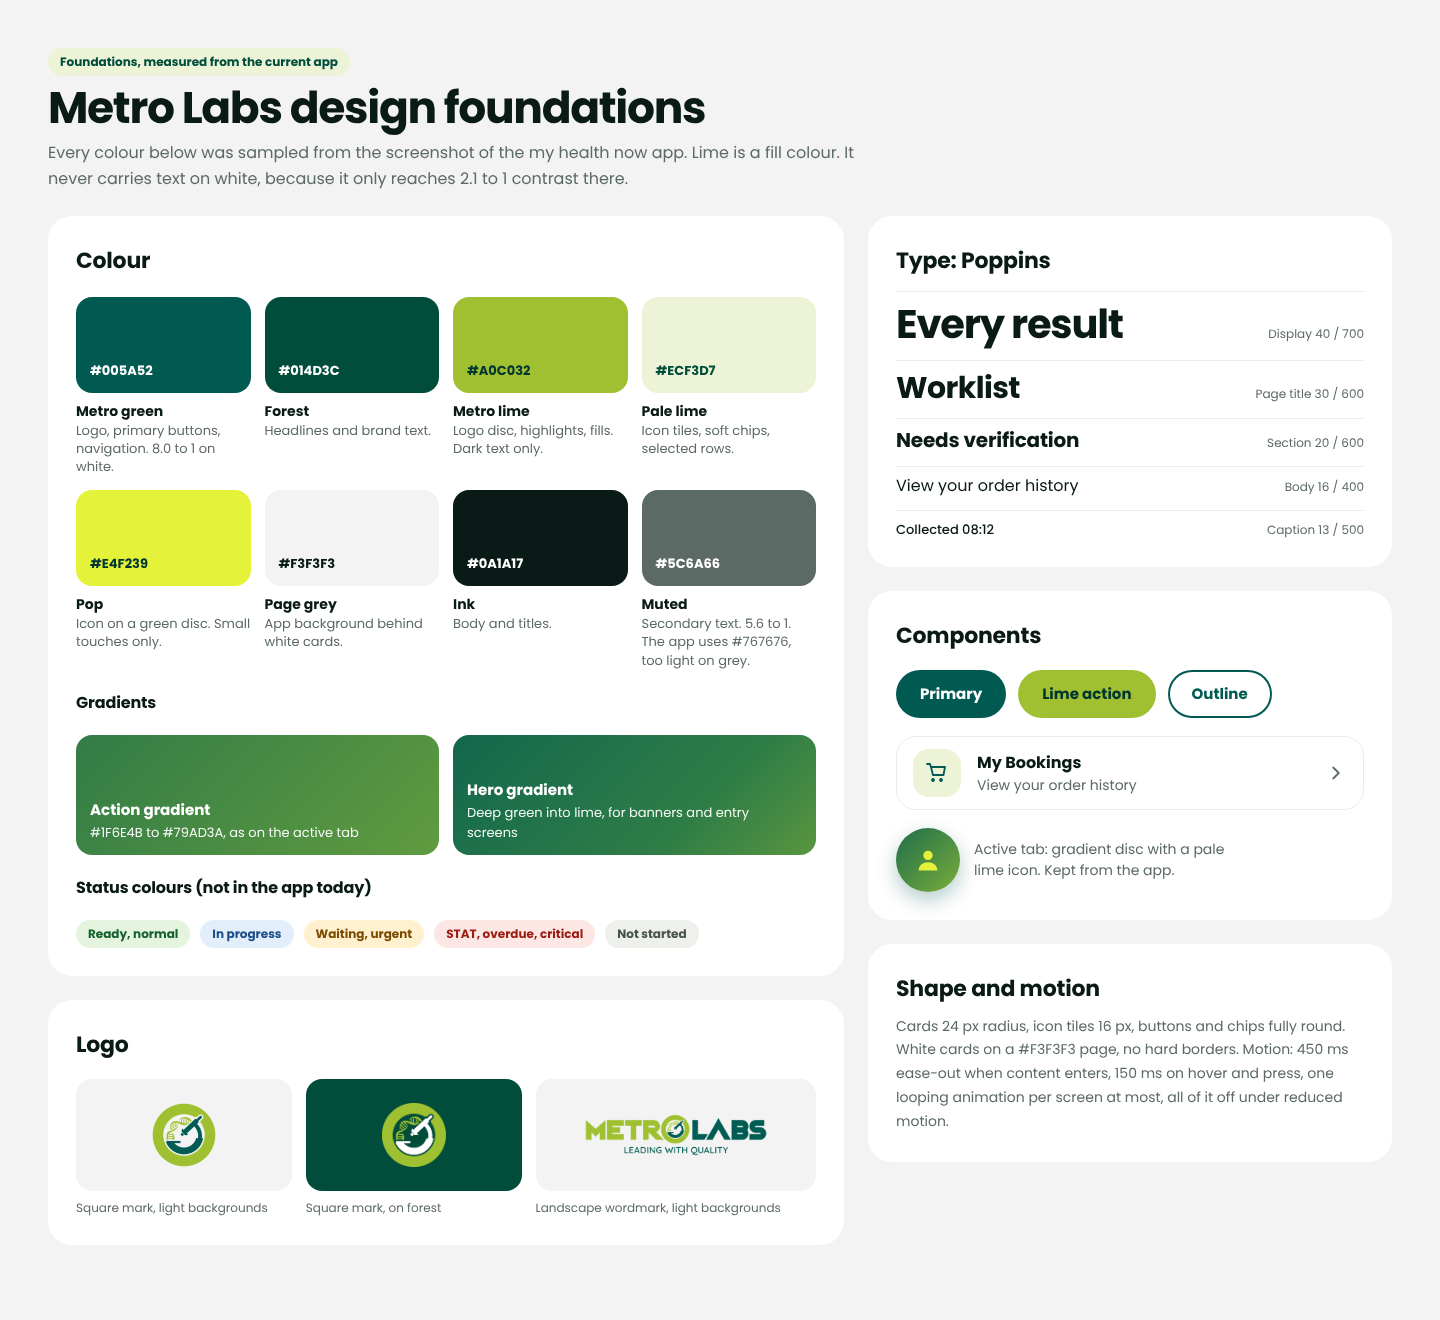 Foundations, measured from the current app
Metro Labs design foundations
Every colour below was sampled from the screenshot of the my health now app. Lime is a fill colour. It
never carries text on white, because it only reaches 2.1 to 1 contrast there.
Colour
#005A52
#014D3C
#A0C032
#ECF3D7
Metro green
Logo, primary buttons,
navigation. 8.0 to 1 on
white.
Forest
Headlines and brand text.
Metro lime
Logo disc, highlights, fills.
Dark text only.
Pale lime
Icon tiles, soft chips,
selected rows.
#E4F239
#F3F3F3
#0A1A17
#5C6A66
Pop
Icon on a green disc. Small
touches only.
Page grey
App background behind
white cards.
Ink
Body and titles.
Muted
Secondary text. 5.6 to 1.
The app uses #767676,
too light on grey.
Gradients
Action gradient
#1F6E4B to #79AD3A, as on the active tab
Hero gradient
Deep green into lime, for banners and entry
screens
Status colours (not in the app today)
Ready, normal
In progress
Waiting, urgent
STAT, overdue, critical
Not started
Logo
METROLABS
LEADING WITH QUALITY
Square mark, light backgrounds
Square mark, on forest
Landscape wordmark, light backgrounds
Type: Poppins
Every result
Display 40 / 700
Worklist
Page title 30 / 600
Needs verification
Section 20 / 600
View your order history
Body 16 / 400
Collected 08:12
Caption 13 / 500
Components
Primary
Lime action
Outline
My Bookings
View your order history
Active tab: gradient disc with a pale
lime icon. Kept from the app.
Shape and motion
Cards 24 px radius, icon tiles 16 px, buttons and chips fully round.
White cards on a #F3F3F3 page, no hard borders. Motion: 450 ms
ease-out when content enters, 150 ms on hover and press, one
looping animation per screen at most, all of it off under reduced
motion.